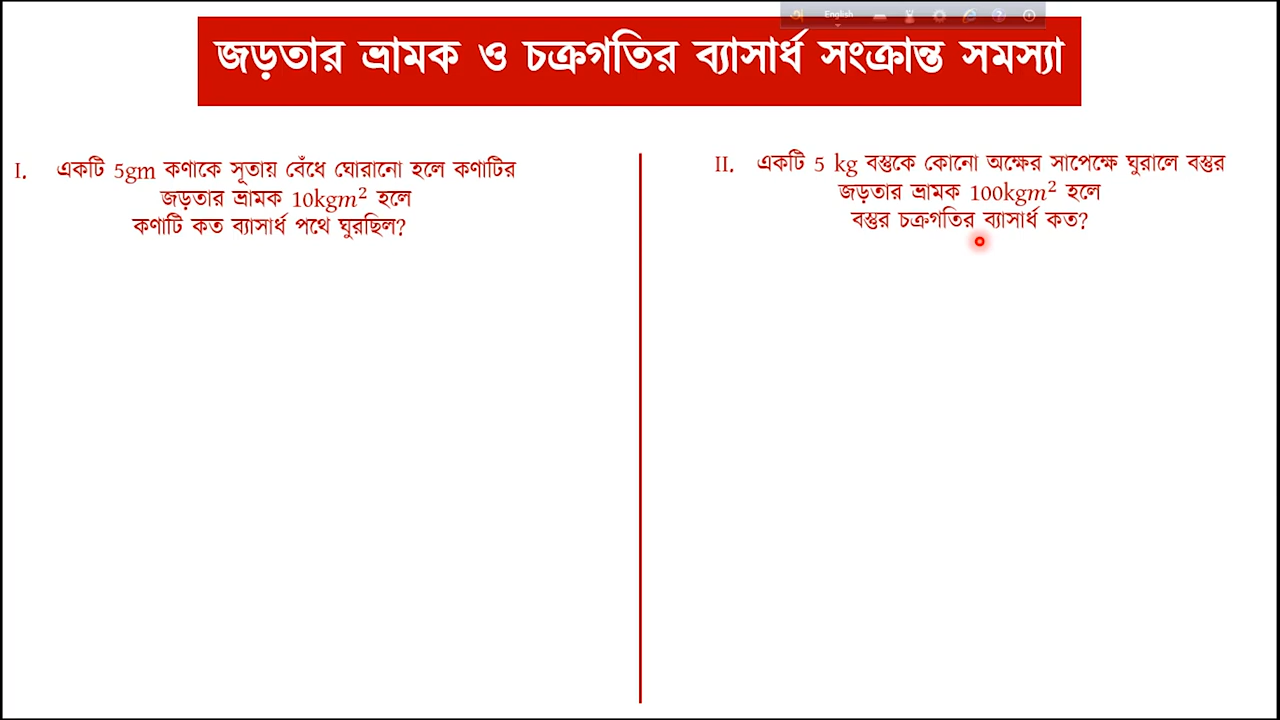 English
জড়তার ভ্রামক ও চক্রগতির ব্যাসার্ধ সংক্রান্ত সমস্যা
I. একটি 5gm কণাকে সূতায় বেঁধে ঘোরানো হলে কণাটির
জড়তার ভ্রামক 10kgm² হলে
কণাটি কত ব্যাসার্ধ পথে ঘুরছিল?
II. একটি 5 kg বস্তুকে কোনো অক্ষের সাপেক্ষে ঘুরালে বস্তুর
জড়তার ভ্রামক 100kgm² হলে
বস্তুর চক্রগতির ব্যাসার্ধ কত?